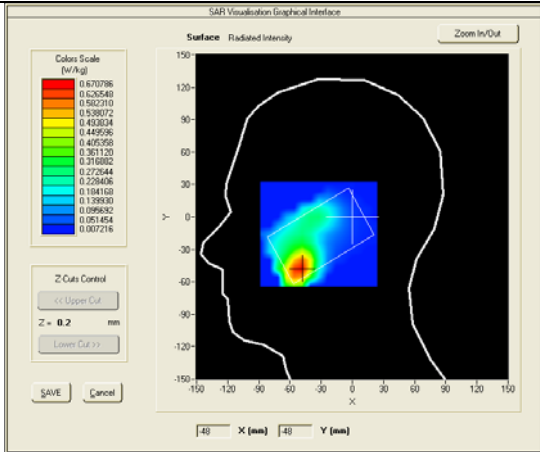 SAR Visualisation Graphical Interface
Surface Radiated Intensity
Zoom In/Out
Colors Scale
(W/kg)
0.670786
0.626548
0.582310
0.538072
0.493834
0.449596
0.405358
0.361120
0.316882
0.272644
0.228406
0.184168
0.139930
0.095692
0.051454
0.007216
Z Cuts Control
<< Upper Cut
Z = 0.2 mm
Lower Cut >>
SAVE Cancel
150
120
90
60
30
0
-30
-60
-90
-120
-150
Y
-150 -120 -90 -60 -30 0 30 60 90 120 150
X
-48 X (mm) -48 Y (mm)